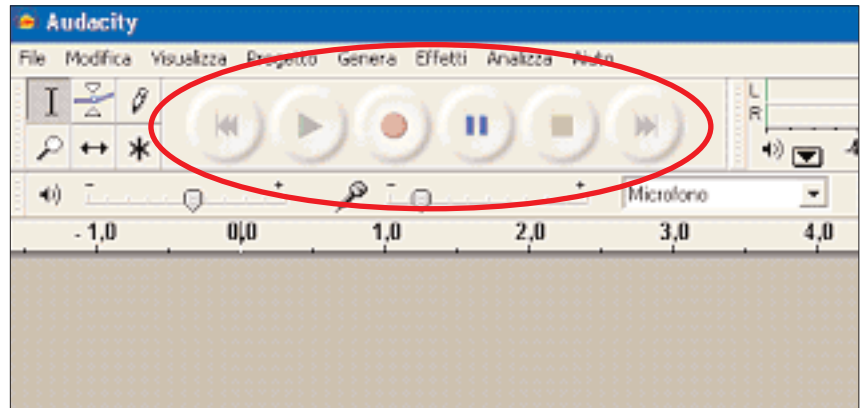 Audacity
File Modifica Visualizza Progetto Genera Effetti Analizza Aiuto
L
R
-4
- +
- +
Microfono
- 1,0 0,0 1,0 2,0 3,0 4,0